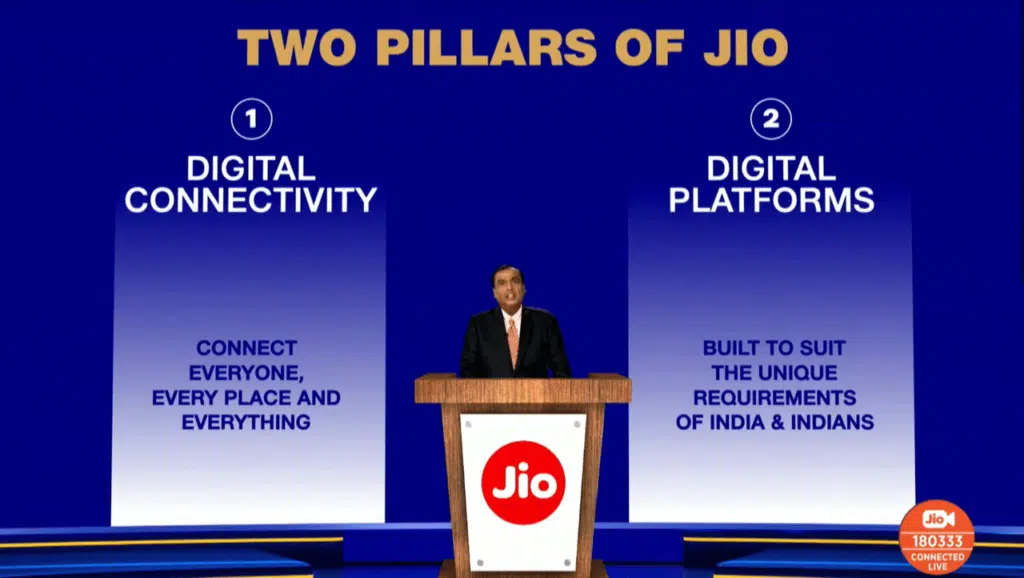 TWO PILLARS OF JIO
1
DIGITAL
CONNECTIVITY
CONNECT
EVERYONE,
EVERY PLACE AND
EVERYTHING
2
DIGITAL
PLATFORMS
BUILT TO SUIT
THE UNIQUE
REQUIREMENTS
OF INDIA & INDIANS
Jio
Jio
180333
CONNECTED
LIVE